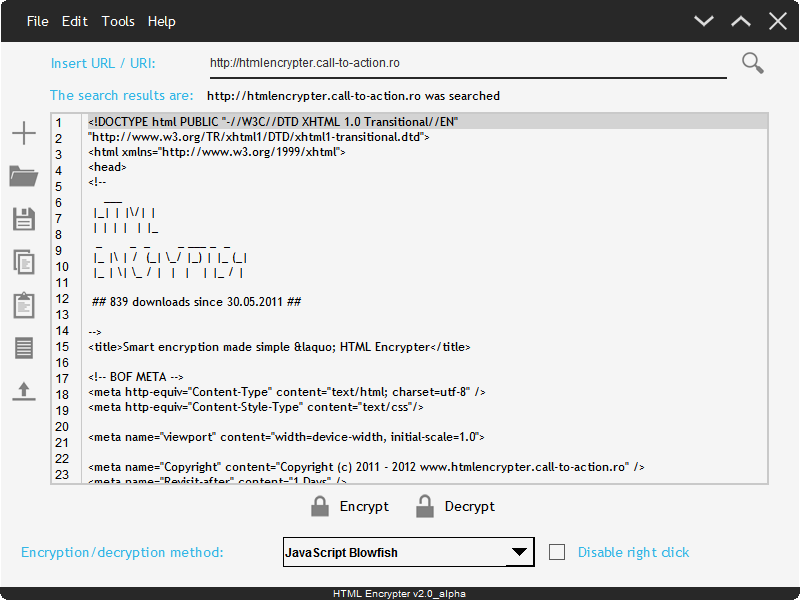 File Edit Tools Help
Insert URL / URI: http://htmlencrypter.call-to-action.ro
The search results are: http://htmlencrypter.call-to-action.ro was searched
1 <!DOCTYPE html PUBLIC "-//W3C//DTD XHTML 1.0 Transitional//EN"
2 "http://www.w3.org/TR/xhtml1/DTD/xhtml1-transitional.dtd">
3 <html xmlns="http://www.w3.org/1999/xhtml">
4 <head>
5 <!--
6 ___
7 |_| | |\/| |
8 | | | | | |_
9 _ _ _ _ ___ _ _
10 |_ |\ | / (_| \_/ |_) | |_ (_|
11 |_ | \| \_ / | | | | |_ / |
12
13 ## 839 downloads since 30.05.2011 ##
14 -->
15 <title>Smart encryption made simple &laquo; HTML Encrypter</title>
16
17 <!-- BOF META -->
18 <meta http-equiv="Content-Type" content="text/html; charset=utf-8" />
19 <meta http-equiv="Content-Style-Type" content="text/css"/>
20
21 <meta name="viewport" content="width=device-width, initial-scale=1.0">
22
23 <meta name="Copyright" content="Copyright (c) 2011 - 2012 www.htmlencrypter.call-to-action.ro" />
<meta name="Revisit-after" content="1 Days" />
Encrypt Decrypt
Encryption/decryption method: JavaScript Blowfish Disable right click
HTML Encrypter v2.0_alpha